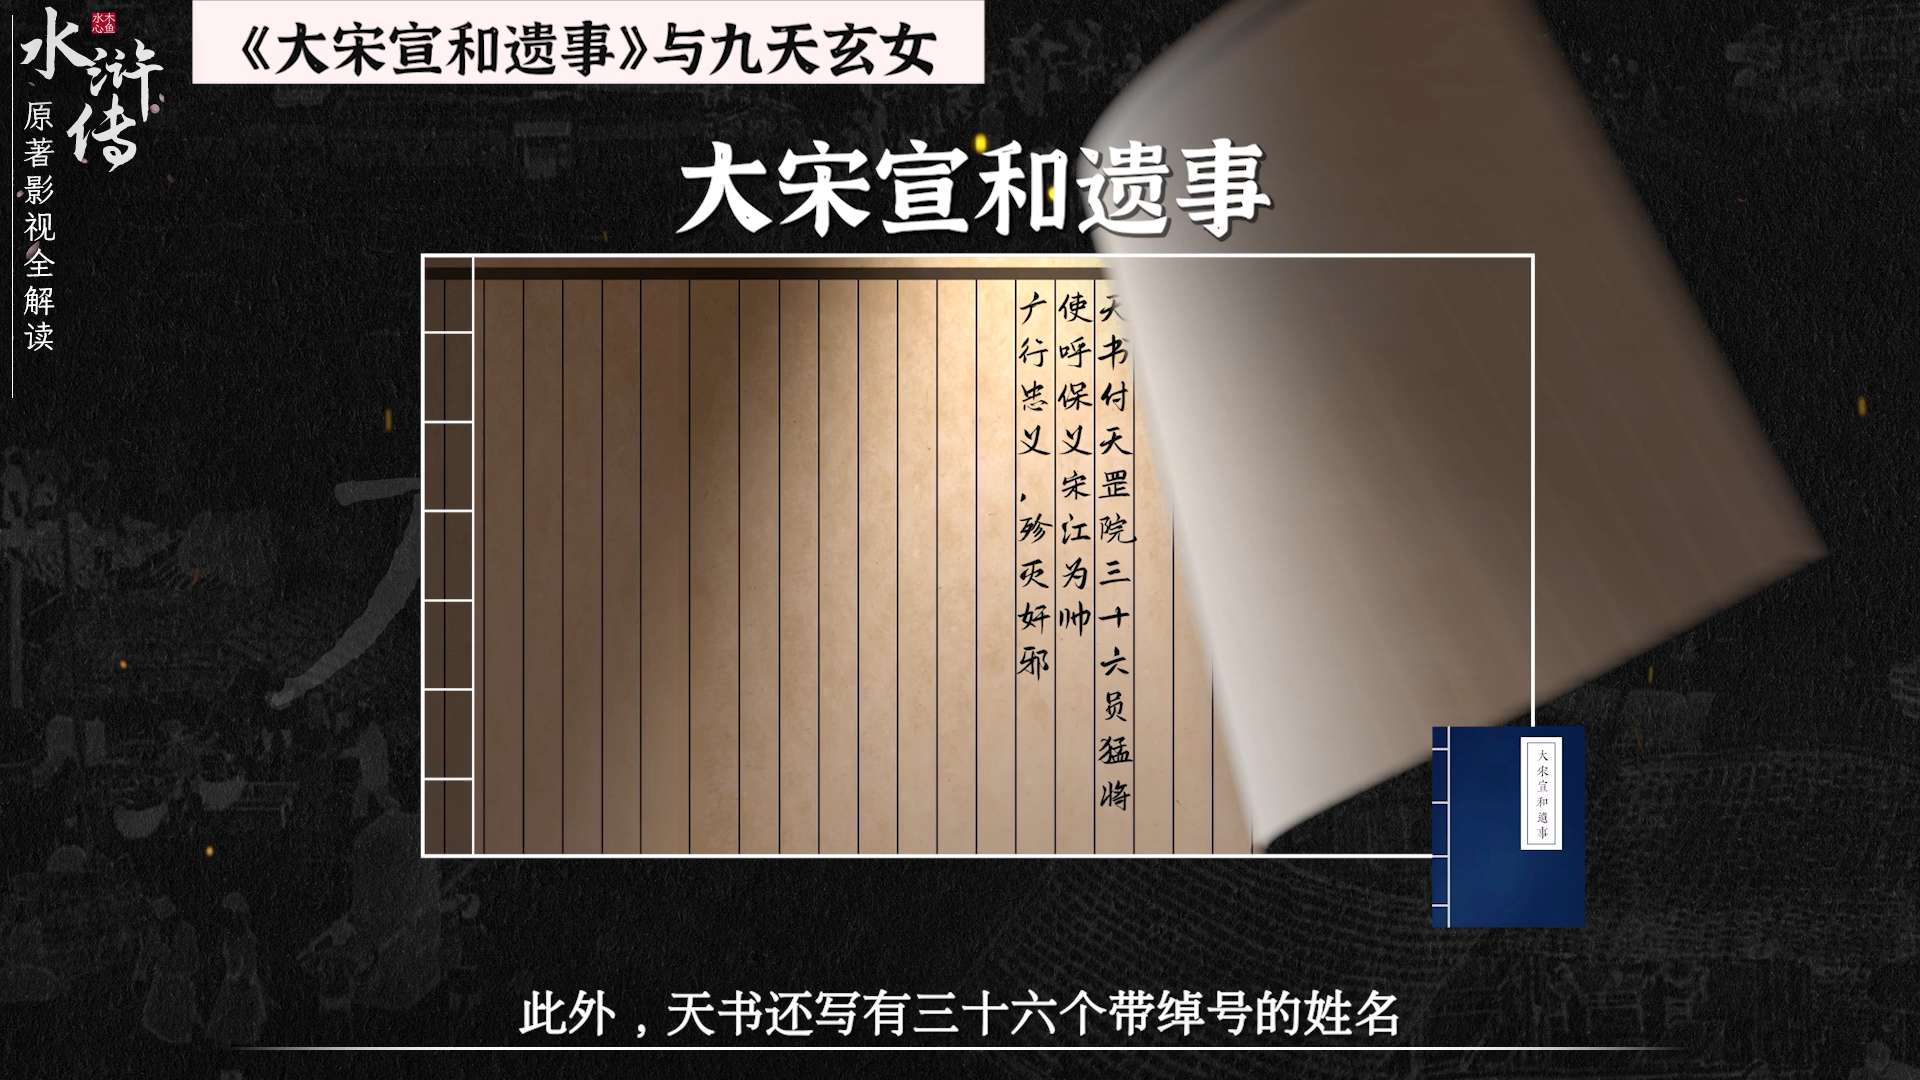 水浒传
水木心鱼
原著影视全解读
《大宋宣和遗事》与九天玄女
大宋宣和遗事
天书付天罡院三十六员猛将
使呼保义宋江为帅
广行忠义，殄灭奸邪
大宋宣和遗事
此外，天书还写有三十六个带绰号的姓名